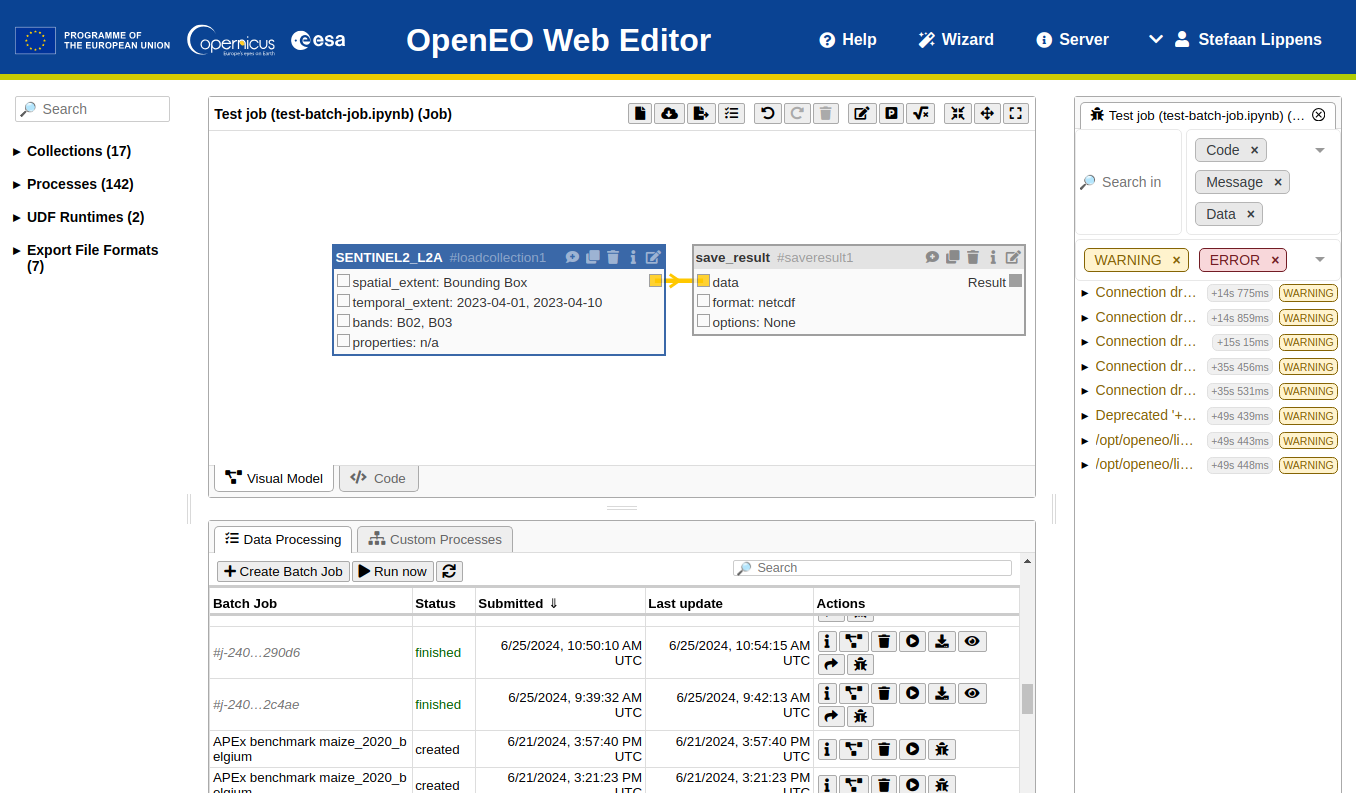 PROGRAMME OF
THE EUROPEAN UNION
opernicus
Europe's eyes on Earth
esa
OpenEO Web Editor
Help
Wizard
Server
Stefaan Lippens
Search
Collections (17)
Processes (142)
UDF Runtimes (2)
Export File Formats
(7)
Test job (test-batch-job.ipynb) (Job)
SENTINEL2_L2A #loadcollection1
spatial_extent: Bounding Box
temporal_extent: 2023-04-01, 2023-04-10
bands: B02, B03
properties: n/a
save_result #saveresult1
data Result
format: netcdf
options: None
Visual Model
Code
Data Processing
Custom Processes
Create Batch Job
Run now
Search
Batch Job Status Submitted ⇓ Last update Actions
#j-240…290d6 finished 6/25/2024, 10:50:10 AM UTC 6/25/2024, 10:54:15 AM UTC
#j-240…2c4ae finished 6/25/2024, 9:39:32 AM UTC 6/25/2024, 9:42:13 AM UTC
APEx benchmark maize_2020_b
elgium created 6/21/2024, 3:57:40 PM UTC 6/21/2024, 3:57:40 PM UTC
APEx benchmark maize_2020_b
elgium created 6/21/2024, 3:21:23 PM UTC 6/21/2024, 3:21:23 PM UTC
Test job (test-batch-job.ipynb) (…
Search in
Code ×
Message ×
Data ×
WARNING × ERROR ×
Connection dr… +14s 775ms WARNING
Connection dr… +14s 859ms WARNING
Connection dr… +15s 15ms WARNING
Connection dr… +35s 456ms WARNING
Connection dr… +35s 531ms WARNING
Deprecated '+… +49s 439ms WARNING
/opt/openeo/li… +49s 443ms WARNING
/opt/openeo/li… +49s 448ms WARNING